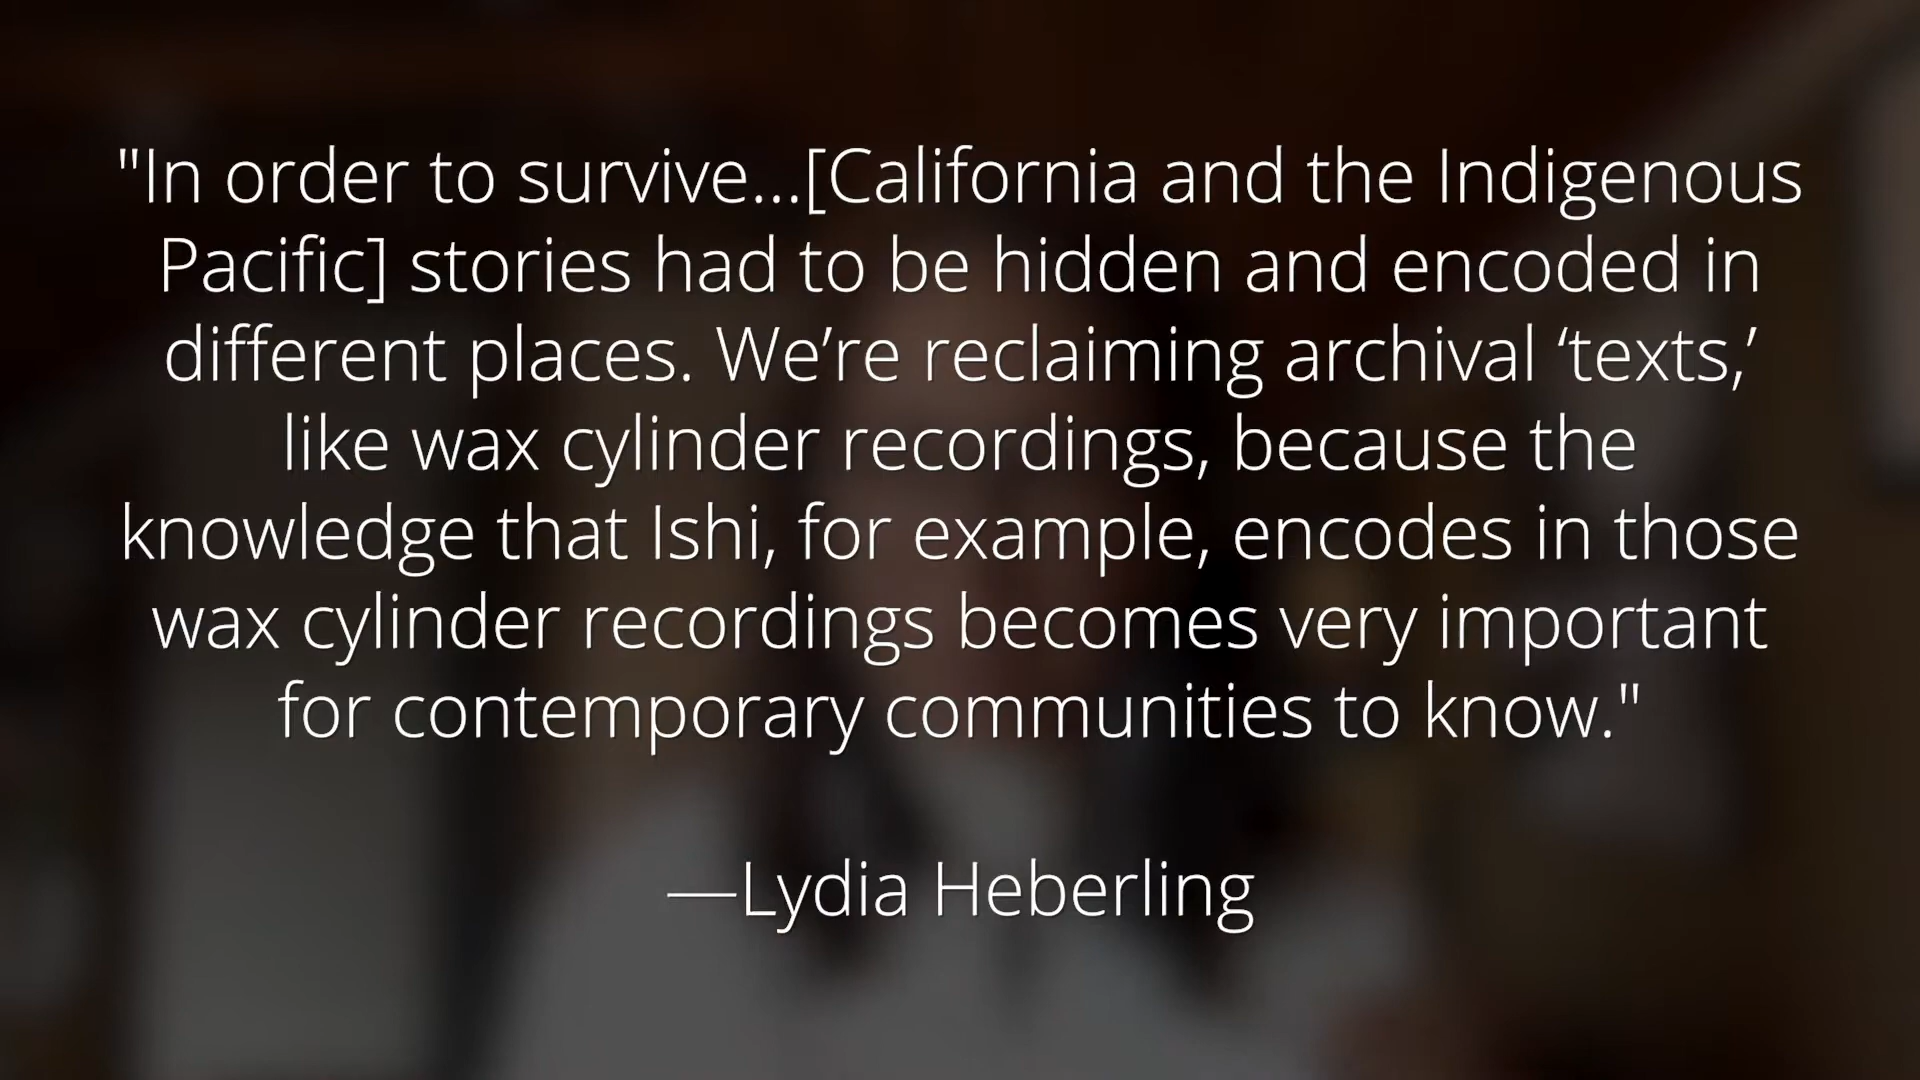 "In order to survive...[California and the Indigenous
Pacific] stories had to be hidden and encoded in
different places. We’re reclaiming archival ‘texts,’
like wax cylinder recordings, because the
knowledge that Ishi, for example, encodes in those
wax cylinder recordings becomes very important
for contemporary communities to know."
—Lydia Heberling